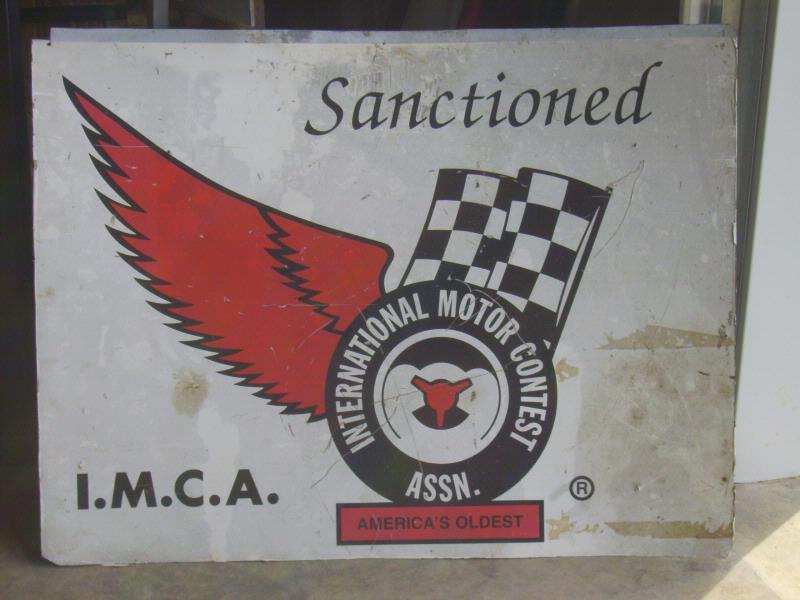 Sanctioned
INTERNATIONAL MOTOR CONTEST
ASSN.
I.M.C.A.
®
AMERICA'S OLDEST